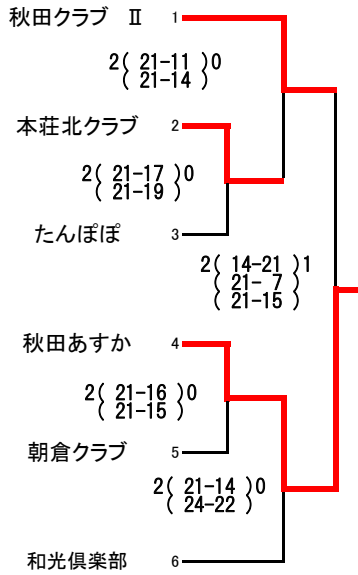 秋田クラブ Ⅱ 1
2( 21-11 )0
( 21-14 )
本荘北クラブ 2
2( 21-17 )0
( 21-19 )
たんぽぽ 3
2( 14-21 )1
( 21- 7 )
( 21-15 )
秋田あすか 4
2( 21-16 )0
( 21-15 )
朝倉クラブ 5
2( 21-14 )0
( 24-22 )
和光倶楽部 6